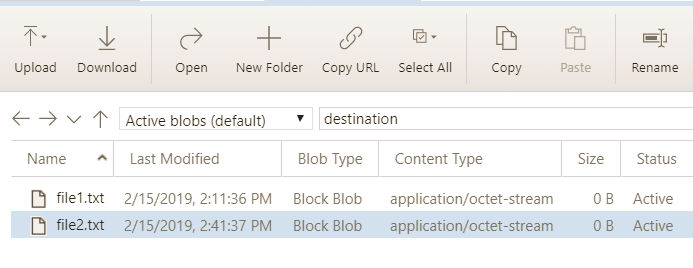 Upload Download Open New Folder Copy URL Select All Copy Paste Rename
Active blobs (default) destination
Name Last Modified Blob Type Content Type Size Status
file1.txt 2/15/2019, 2:11:36 PM Block Blob application/octet-stream 0 B Active
file2.txt 2/15/2019, 2:41:37 PM Block Blob application/octet-stream 0 B Active